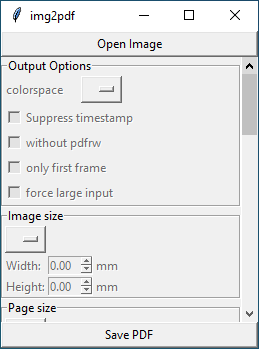 img2pdf
Open Image
Output Options
colorspace
Suppress timestamp
without pdfrw
only first frame
force large input
Image size
Width: 0.00 mm
Height: 0.00 mm
Page size
Save PDF